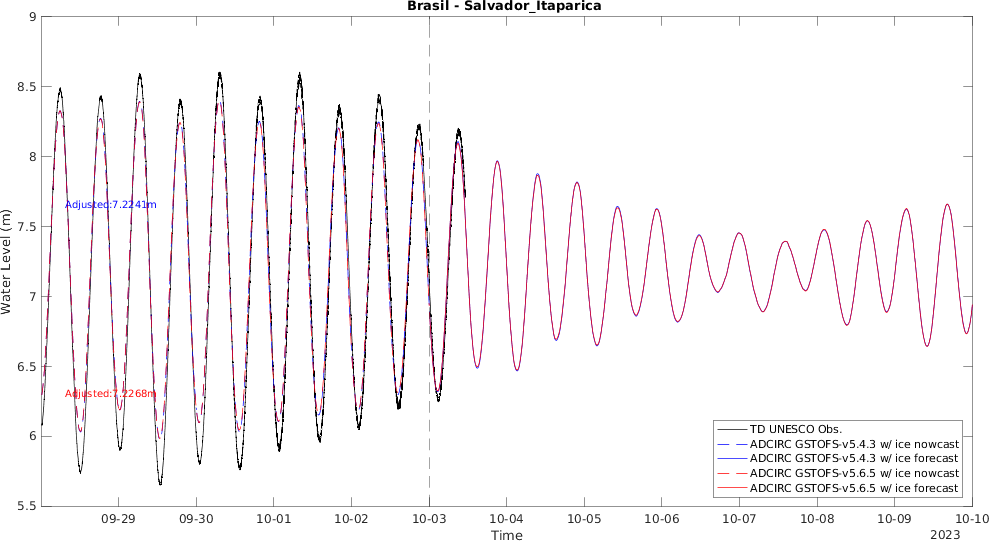 Brasil - Salvador_Itaparica
Water Level (m)
9
8.5
8
7.5
7
6.5
6
5.5
Adjusted:7.2241m
Adjusted:7.2268m
TD UNESCO Obs.
ADCIRC GSTOFS-v5.4.3 w/ ice nowcast
ADCIRC GSTOFS-v5.4.3 w/ ice forecast
ADCIRC GSTOFS-v5.6.5 w/ ice nowcast
ADCIRC GSTOFS-v5.6.5 w/ ice forecast
09-29 09-30 10-01 10-02 10-03 10-04 10-05 10-06 10-07 10-08 10-09 10-10
Time
2023